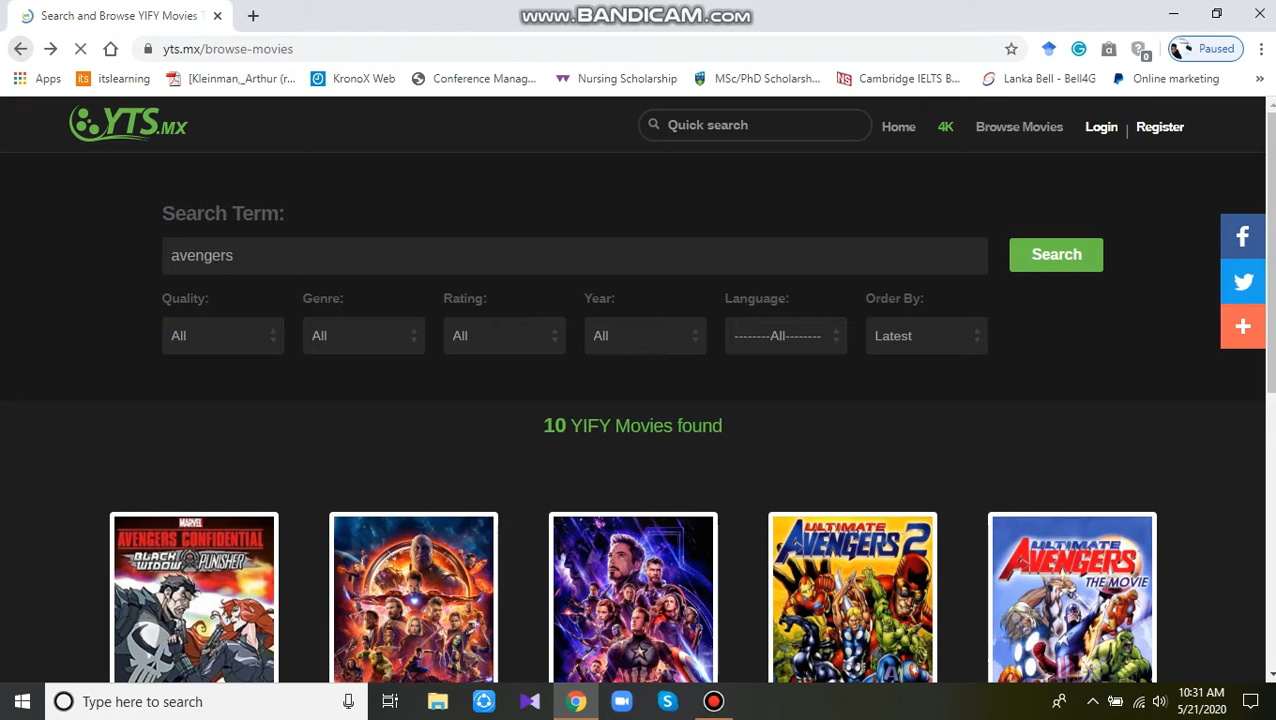 www.BANDICAM.com
Search and Browse YIFY Movies T
yts.mx/browse-movies
Paused
Apps
itslearning
[Kleinman,_Arthur (r...
KronoX Web
Conference Manag...
Nursing Scholarship
MSc/PhD Scholarsh...
Cambridge IELTS B...
Lanka Bell - Bell4G
Online marketing
YTS.MX
Quick search
Home
4K
Browse Movies
Login | Register
Search Term:
avengers
Search
Quality:
Genre:
Rating:
Year:
Language:
Order By:
All
All
All
All
--------All--------
Latest
10 YIFY Movies found
MARVEL
AVENGERS CONFIDENTIAL
BLACK WIDOW PUNISHER
ULTIMATE AVENGERS 2
ULTIMATE AVENGERS THE MOVIE
Type here to search
10:31 AM
5/21/2020